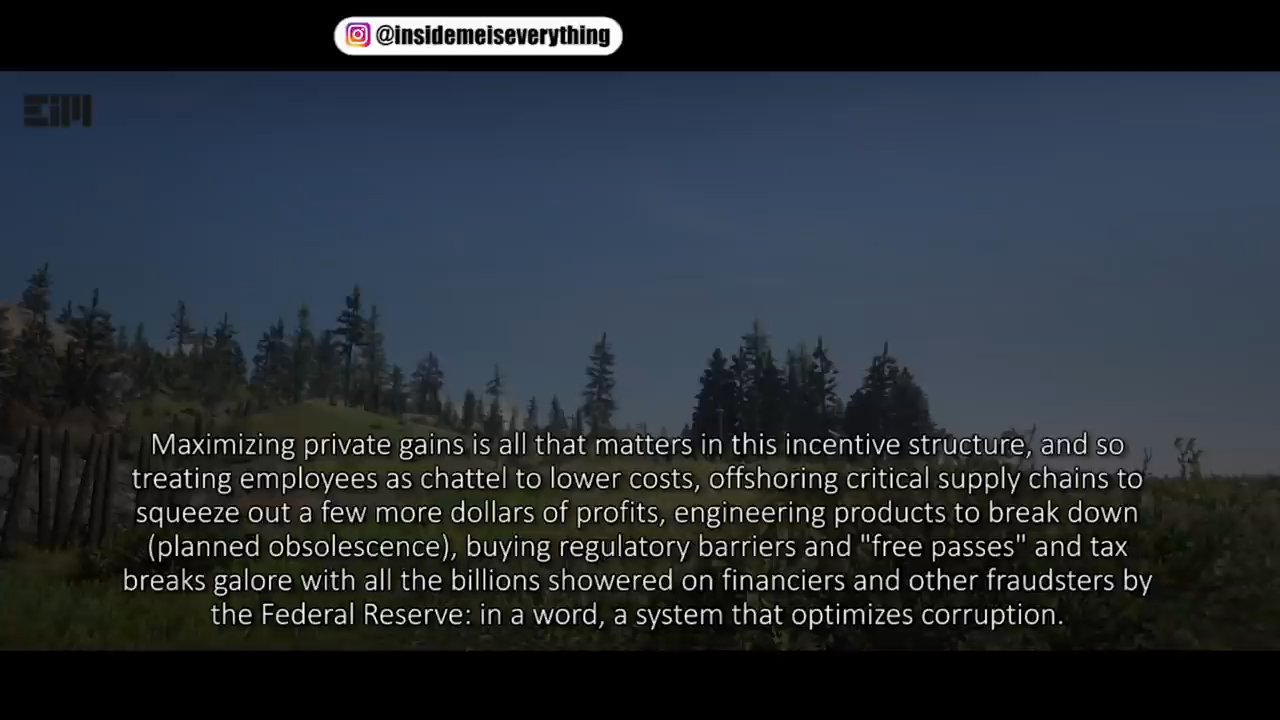 @insidemeiseverything
EIM
Maximizing private gains is all that matters in this incentive structure, and so
treating employees as chattel to lower costs, offshoring critical supply chains to
squeeze out a few more dollars of profits, engineering products to break down
(planned obsolescence), buying regulatory barriers and "free passes" and tax
breaks galore with all the billions showered on financiers and other fraudsters by
the Federal Reserve: in a word, a system that optimizes corruption.